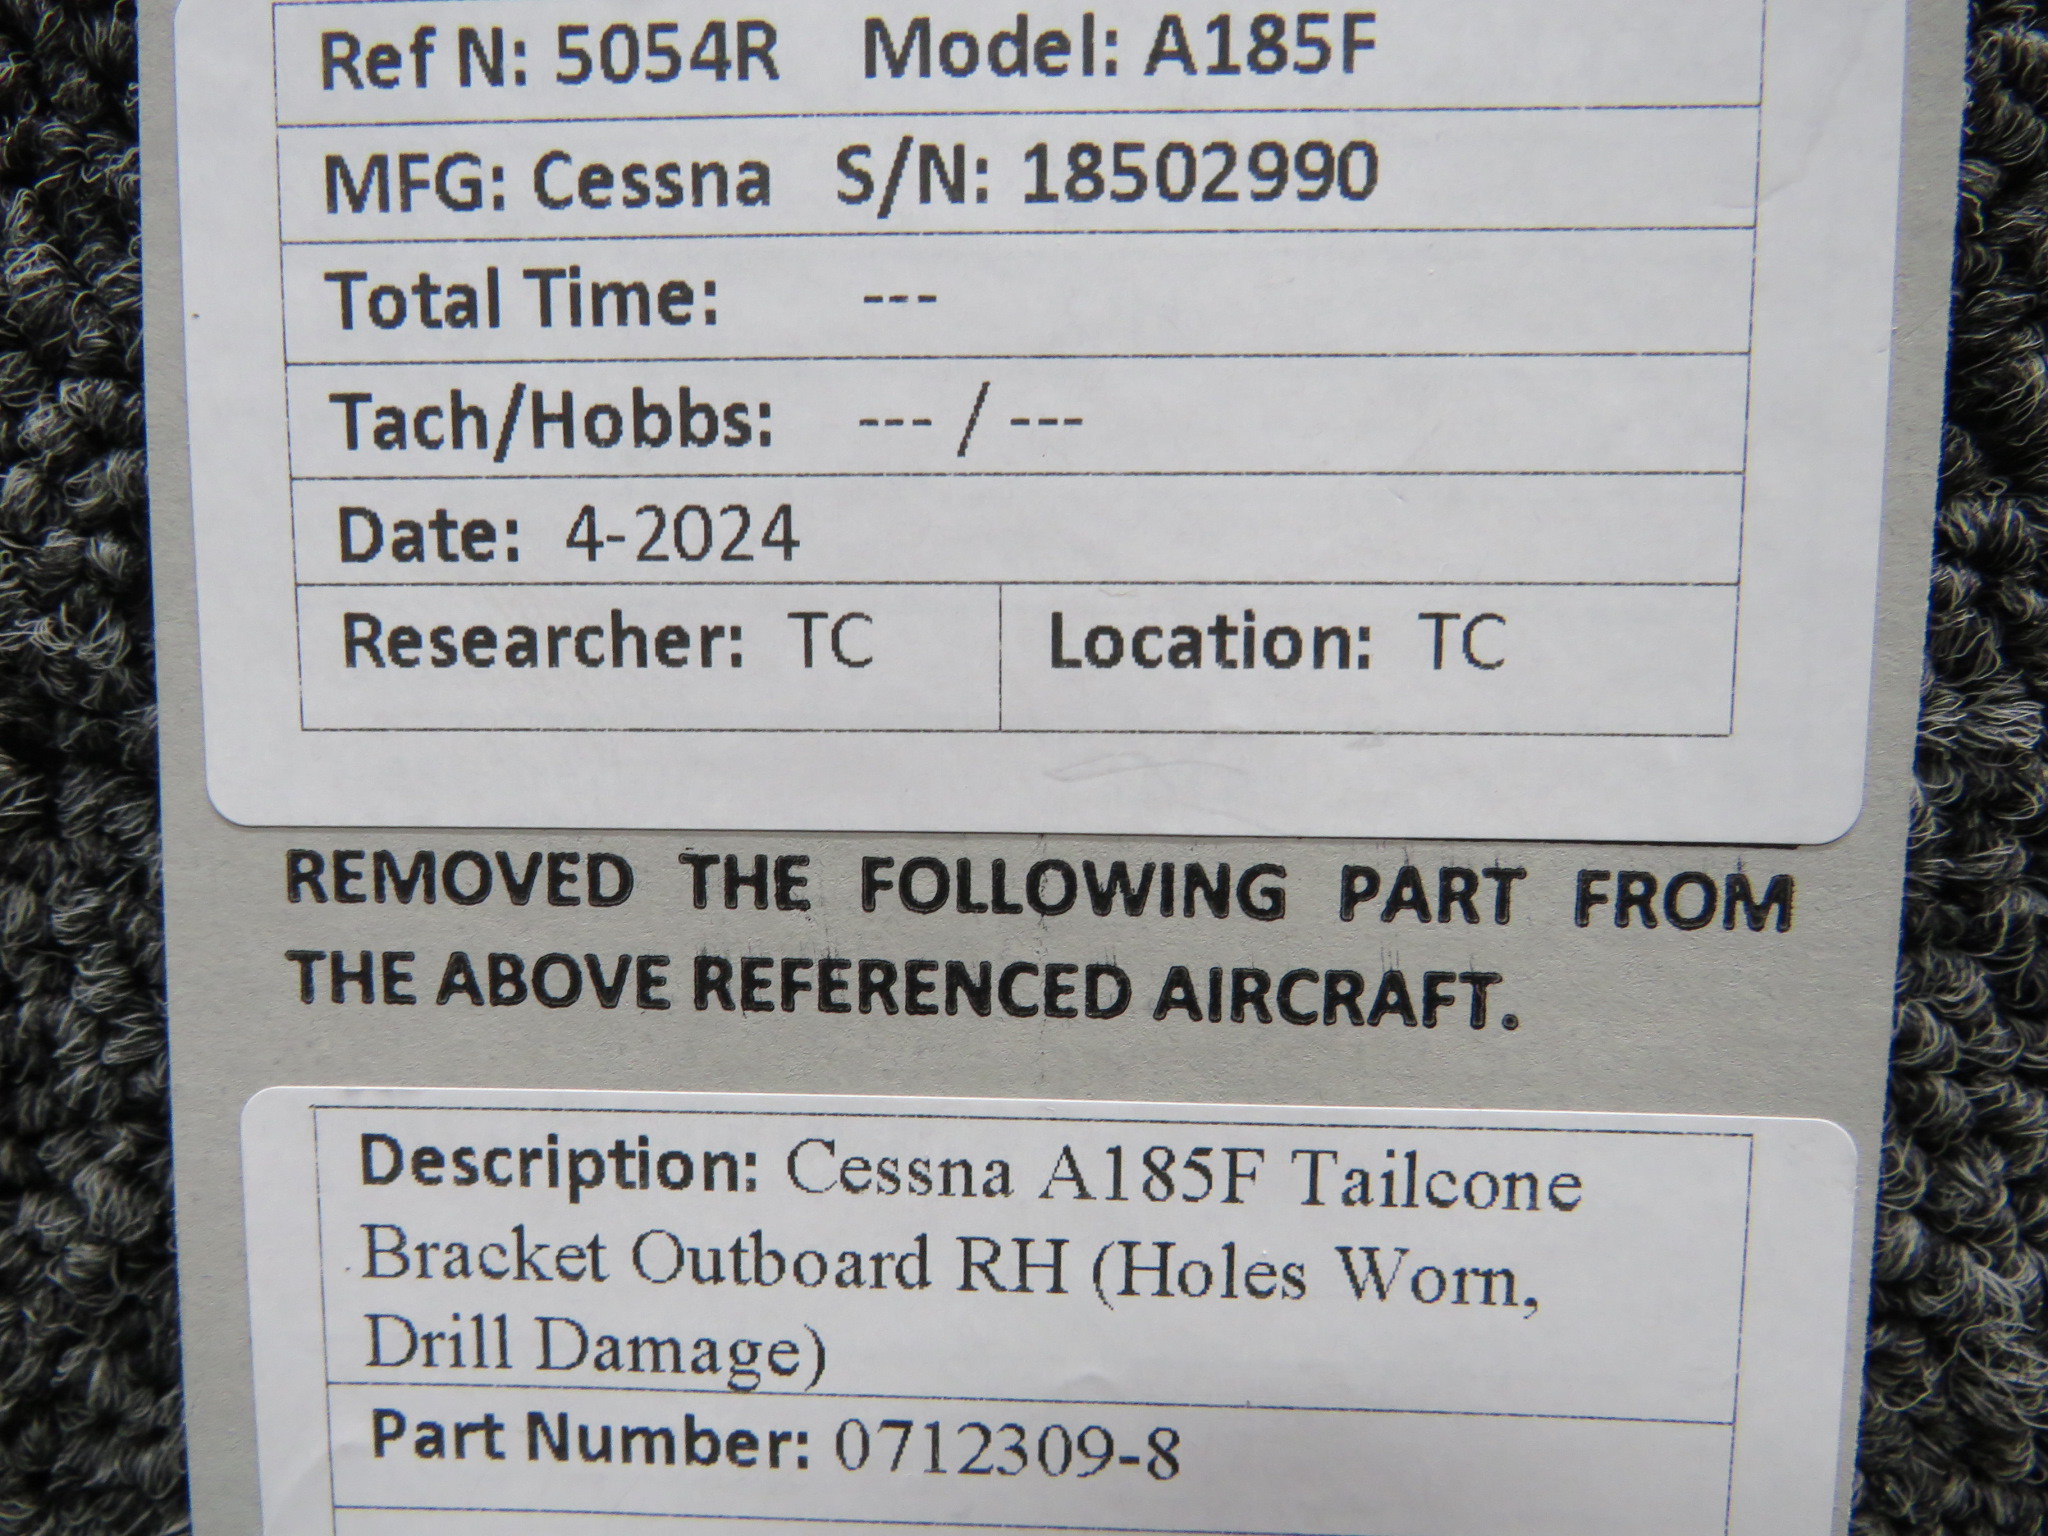 Ref N: 5054R Model: A185F
MFG: Cessna S/N: 18502990
Total Time: ---
Tach/Hobbs: --- / ---
Date: 4-2024
Researcher: TC Location: TC
REMOVED THE FOLLOWING PART FROM
THE ABOVE REFERENCED AIRCRAFT.
Description: Cessna A185F Tailcone
Bracket Outboard RH (Holes Worn,
Drill Damage)
Part Number: 0712309-8